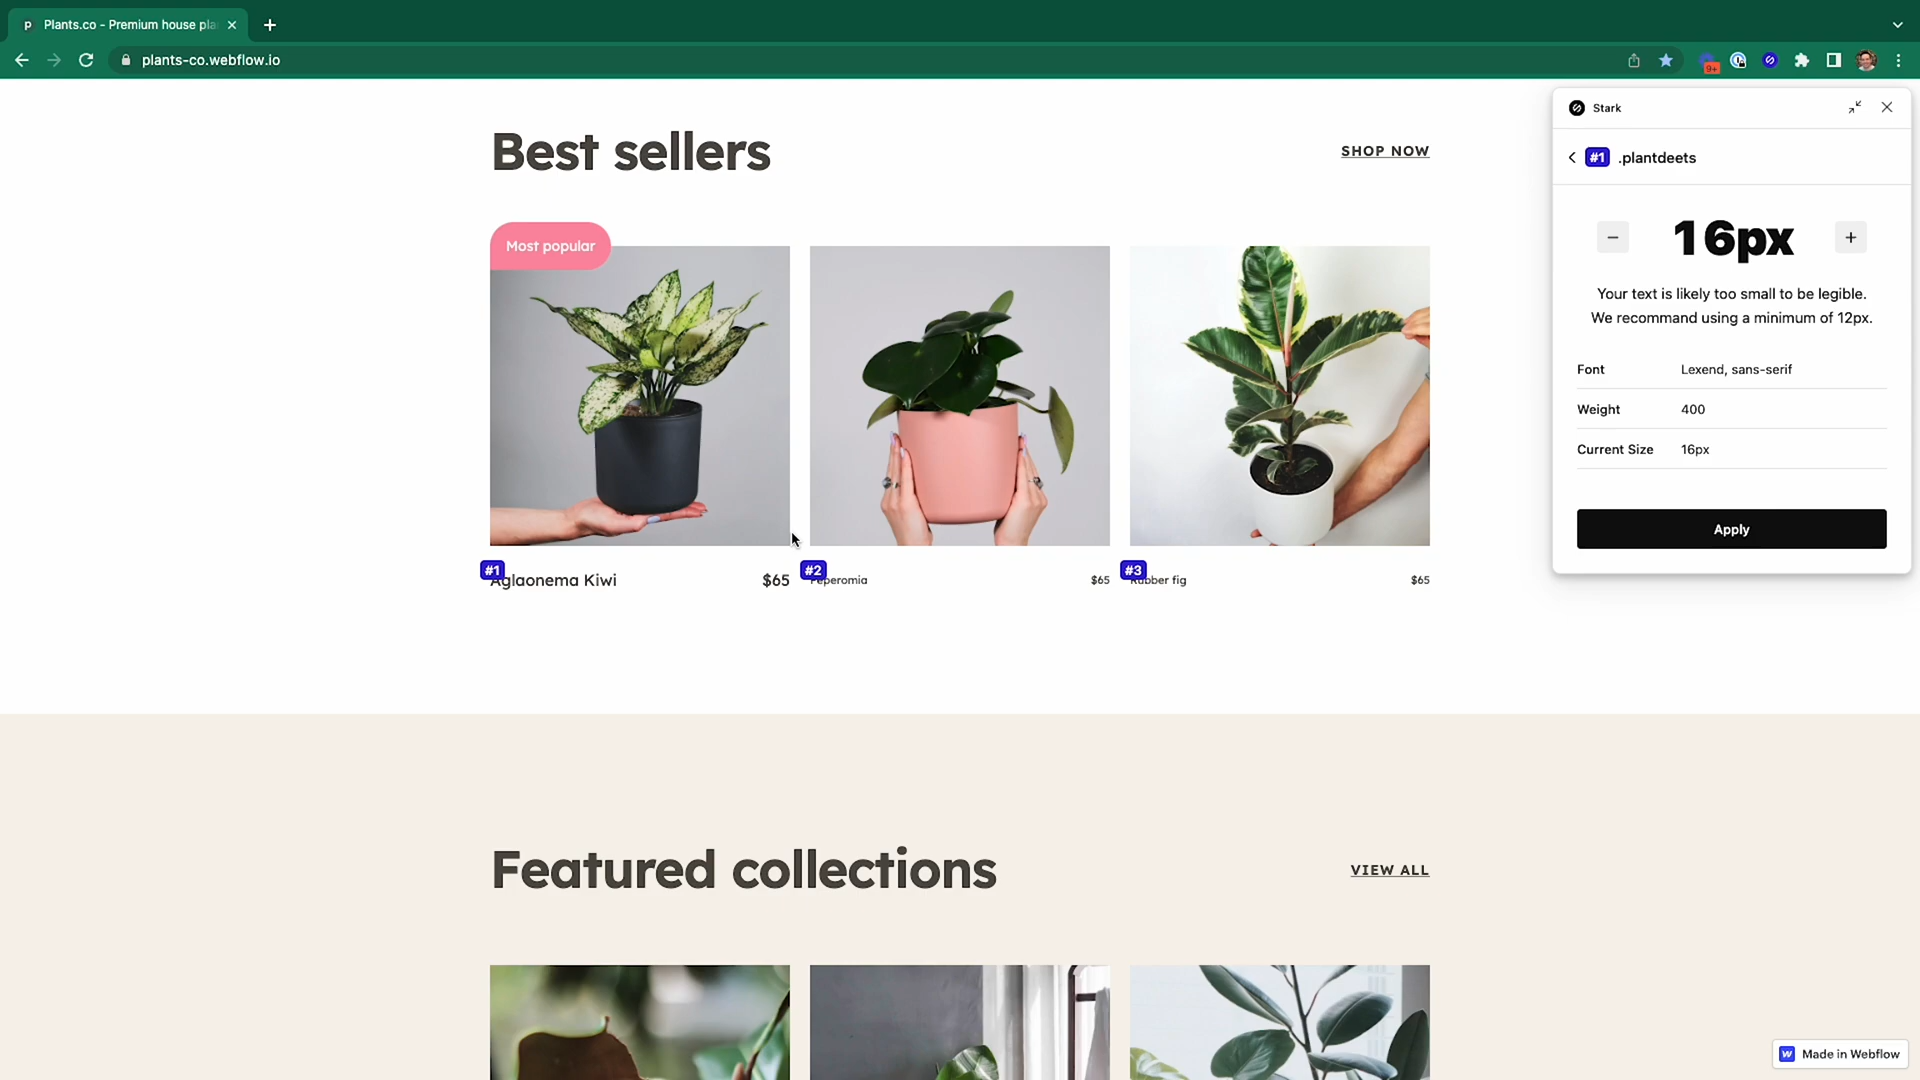 p Plants.co - Premium house pla
plants-co.webflow.io
9+
Best sellers
SHOP NOW
Most popular
#1
Aglaonema Kiwi $65
#2
Peperomia $65
#3
Rubber fig $65
Featured collections
VIEW ALL
Stark
#1 .plantdeets
− 16px +
Your text is likely too small to be legible.
We recommand using a minimum of 12px.
Font Lexend, sans-serif
Weight 400
Current Size 16px
Apply
W Made in Webflow